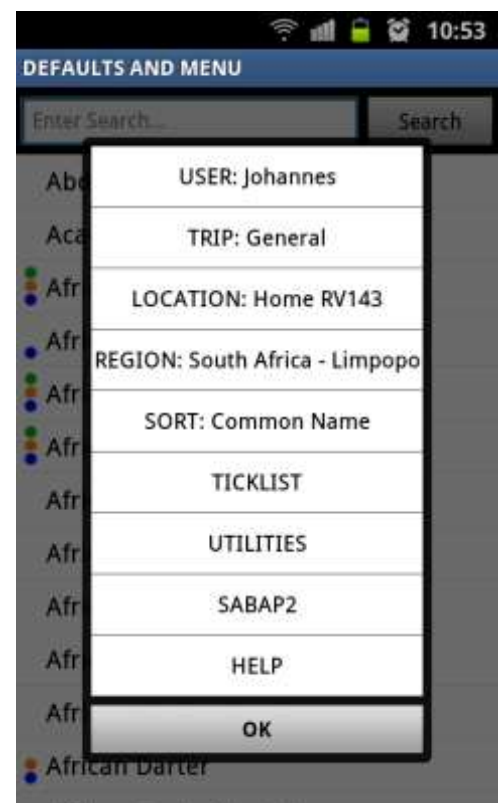 10:53
DEFAULTS AND MENU
Enter Search...
Search
USER: Johannes
TRIP: General
LOCATION: Home RV143
REGION: South Africa - Limpopo
SORT: Common Name
TICKLIST
UTILITIES
SABAP2
HELP
OK
Abo
Aca
Afr
Afr
Afr
Afr
Afr
Afr
Afr
Afr
Afr
African Darter